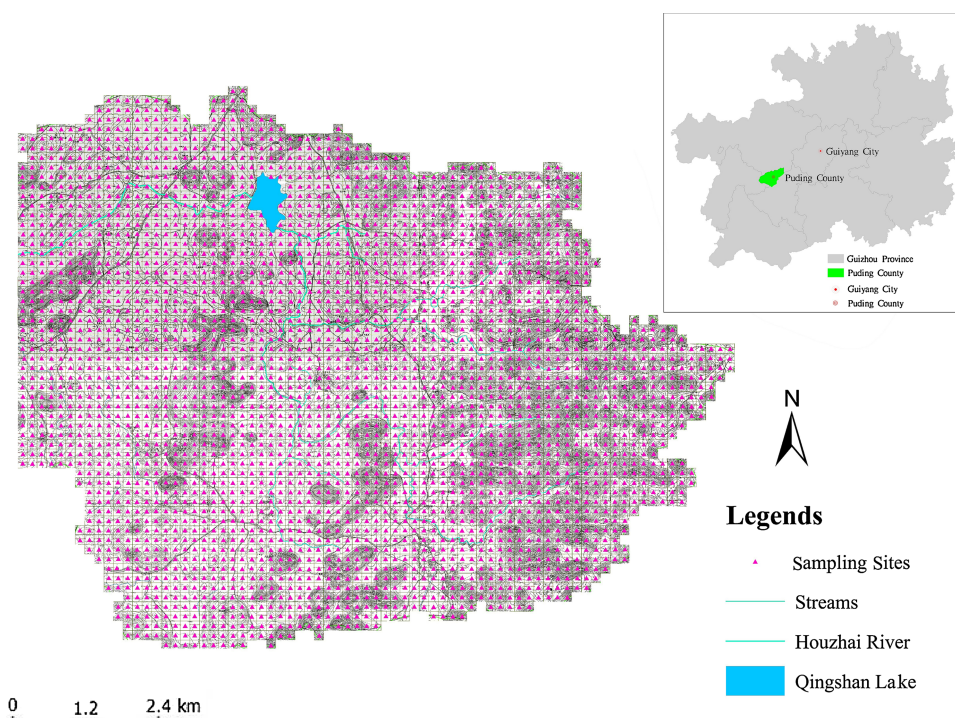 Guiyang City
Puding County
Guizhou Province
Puding County
Guiyang City
Puding County
N
Legends
Sampling Sites
Streams
Houzhai River
Qingshan Lake
0 1.2 2.4 km